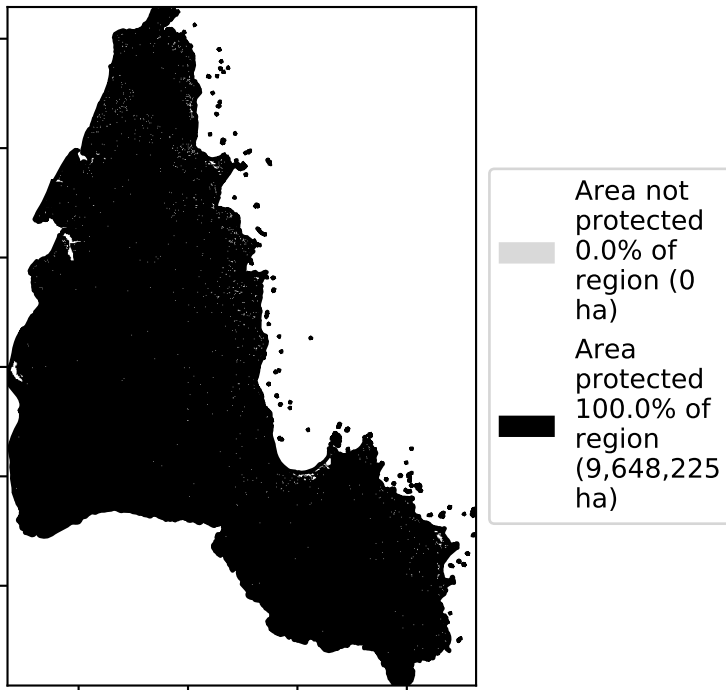 Area not
protected
0.0% of
region (0
ha)
Area
protected
100.0% of
region
(9,648,225
ha)